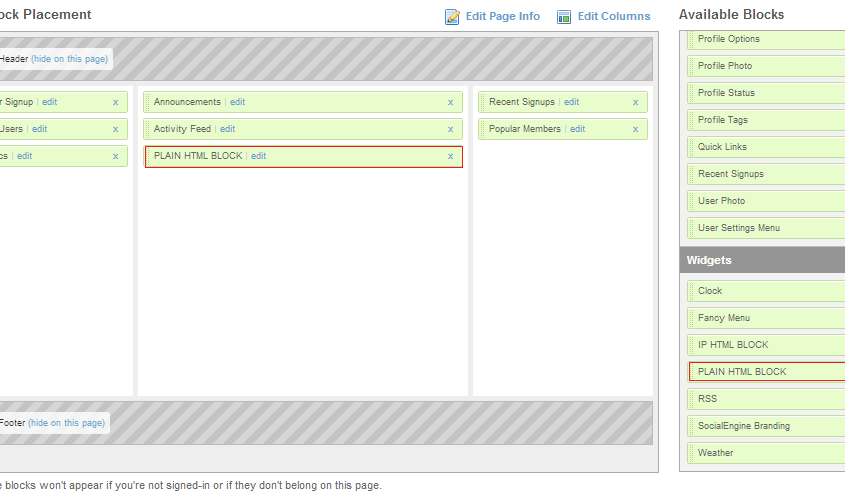 ock Placement
Edit Page Info
Edit Columns
Header (hide on this page)
r Signup | edit x
Users | edit x
cs | edit x
Announcements | edit x
Activity Feed | edit x
PLAIN HTML BLOCK | edit x
Recent Signups | edit x
Popular Members | edit x
Footer (hide on this page)
e blocks won't appear if you're not signed-in or if they don't belong on this page.
Available Blocks
Profile Options
Profile Photo
Profile Status
Profile Tags
Quick Links
Recent Signups
User Photo
User Settings Menu
Widgets
Clock
Fancy Menu
IP HTML BLOCK
PLAIN HTML BLOCK
RSS
SocialEngine Branding
Weather